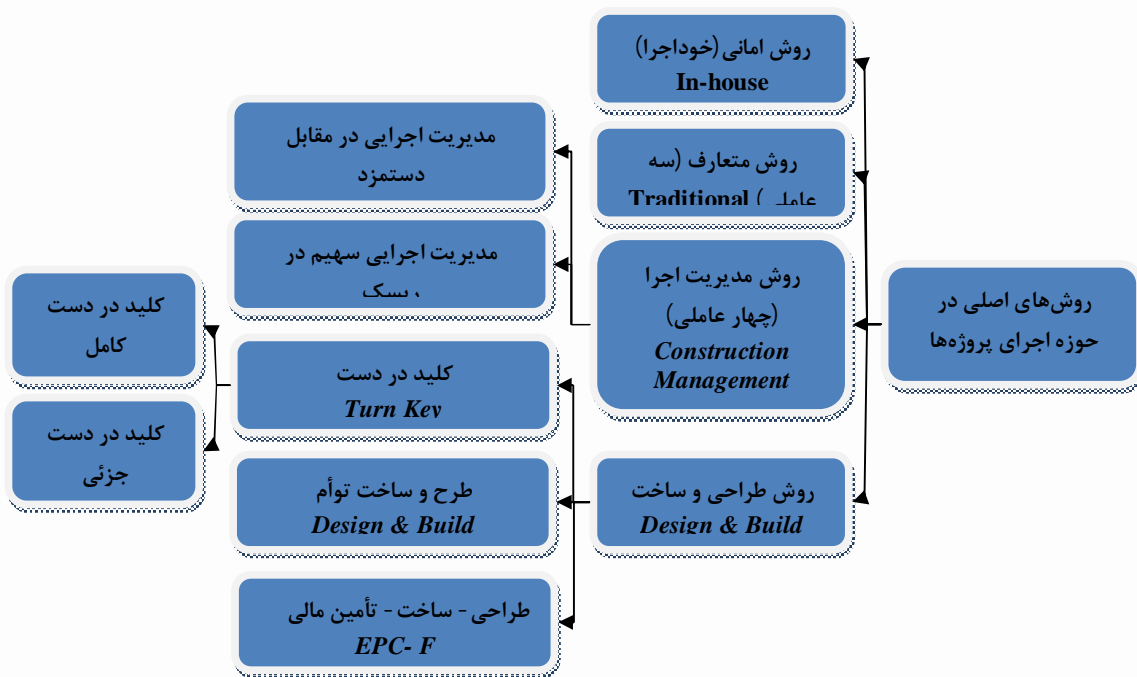 روش‌های اصلی در
حوزه اجرای پروژه‌ها
روش امانی (خوداجرا)
In-house
روش متعارف (سه
عاملی) Traditional
روش مدیریت اجرا
(چهار عاملی)
Construction
Management
روش طراحی و ساخت
Design & Build
مدیریت اجرایی در مقابل
دستمزد
مدیریت اجرایی سهیم در
ریسک
کلید در دست
Turn Key
طرح و ساخت توأم
Design & Build
طراحی - ساخت - تأمین مالی
EPC- F
کلید در دست
کامل
کلید در دست
جزئی